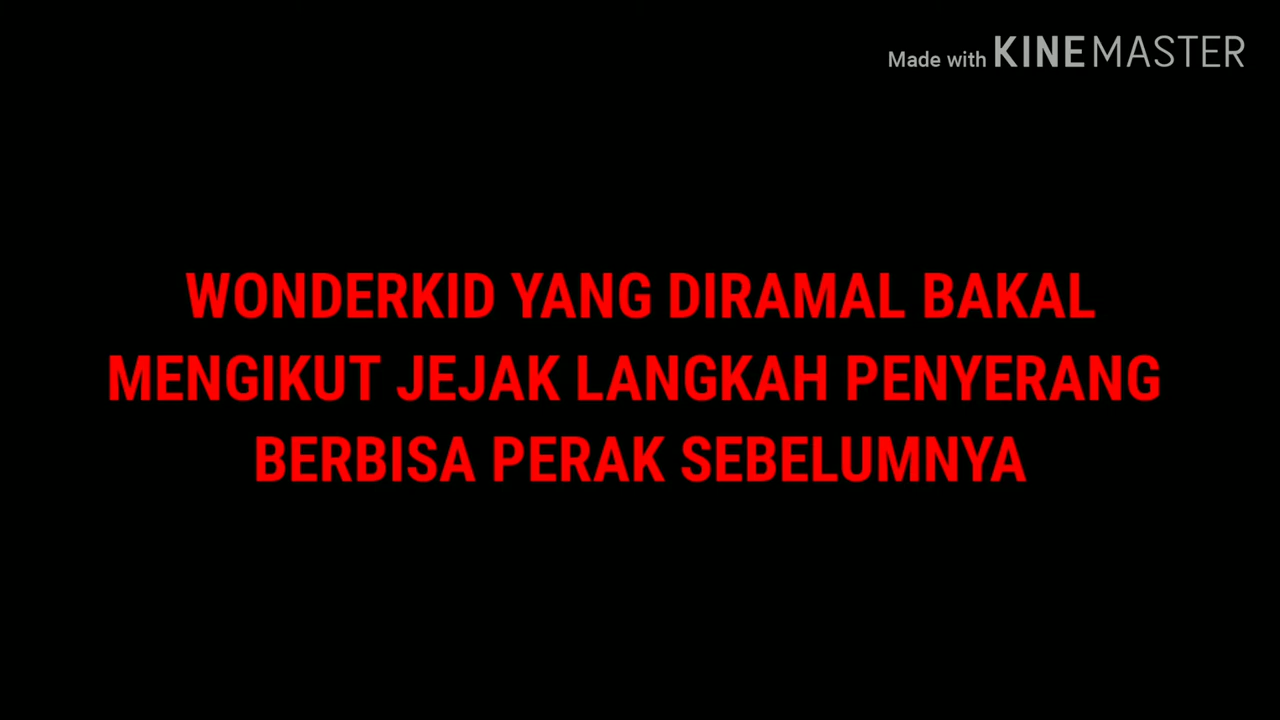 Made with KINEMASTER
WONDERKID YANG DIRAMAL BAKAL
MENGIKUT JEJAK LANGKAH PENYERANG
BERBISA PERAK SEBELUMNYA